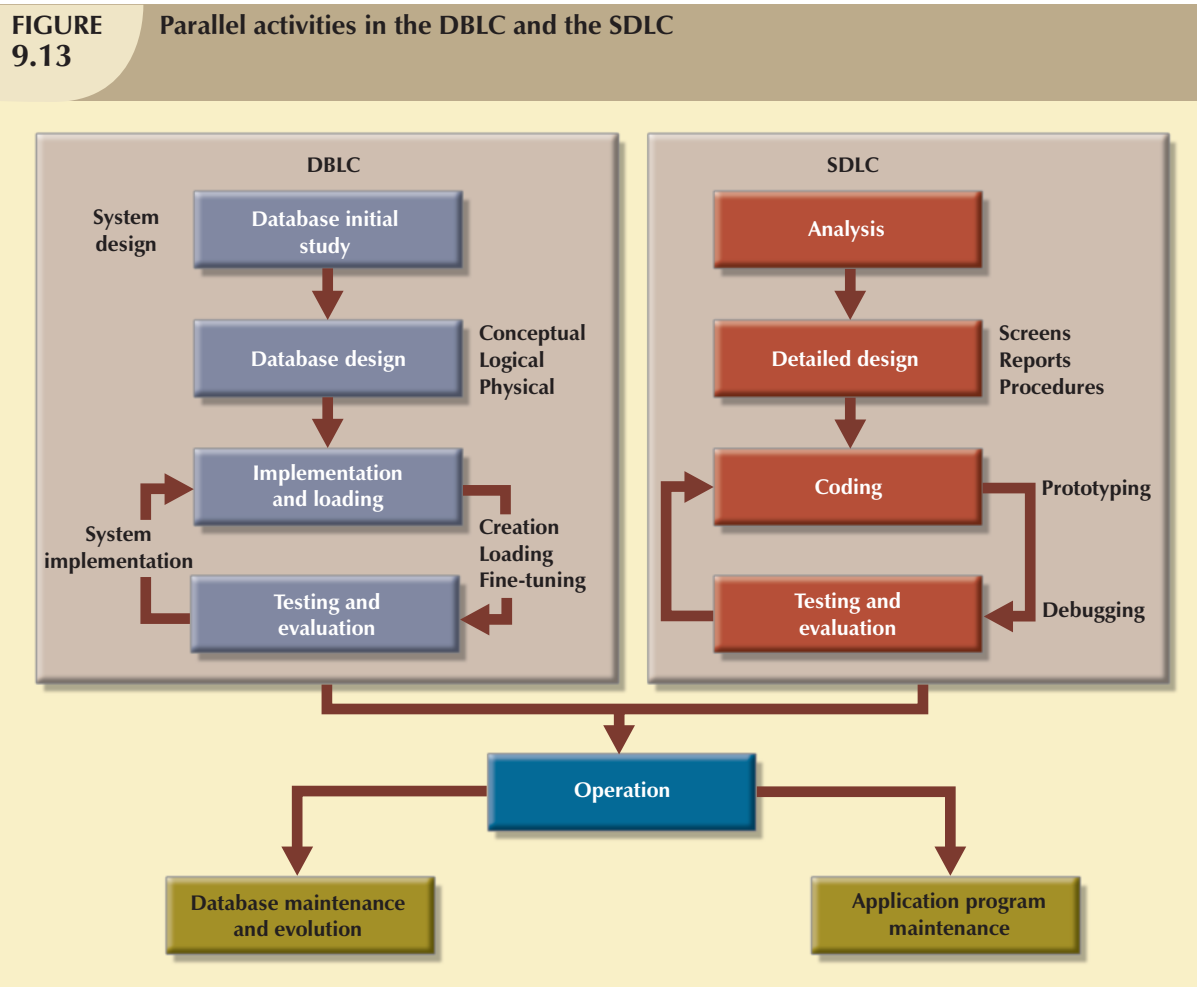 FIGURE
9.13
Parallel activities in the DBLC and the SDLC
DBLC
System
design
Database initial
study
Database design
Conceptual
Logical
Physical
Implementation
and loading
System
implementation
Creation
Loading
Fine-tuning
Testing and
evaluation
SDLC
Analysis
Detailed design
Screens
Reports
Procedures
Coding
Prototyping
Testing and
evaluation
Debugging
Operation
Database maintenance
and evolution
Application program
maintenance